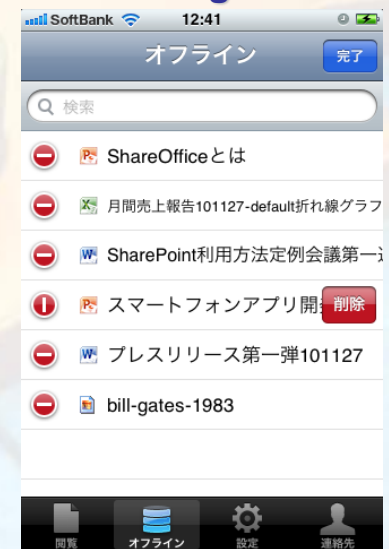 SoftBank 12:41
オフライン 完了
検索
ShareOfficeとは
月間売上報告101127-default折れ線グラフ
SharePoint利用方法定例会議第一
スマートフォンアプリ開 削除
プレスリリース第一弾101127
bill-gates-1983
閲覧 オフライン 設定 連絡先